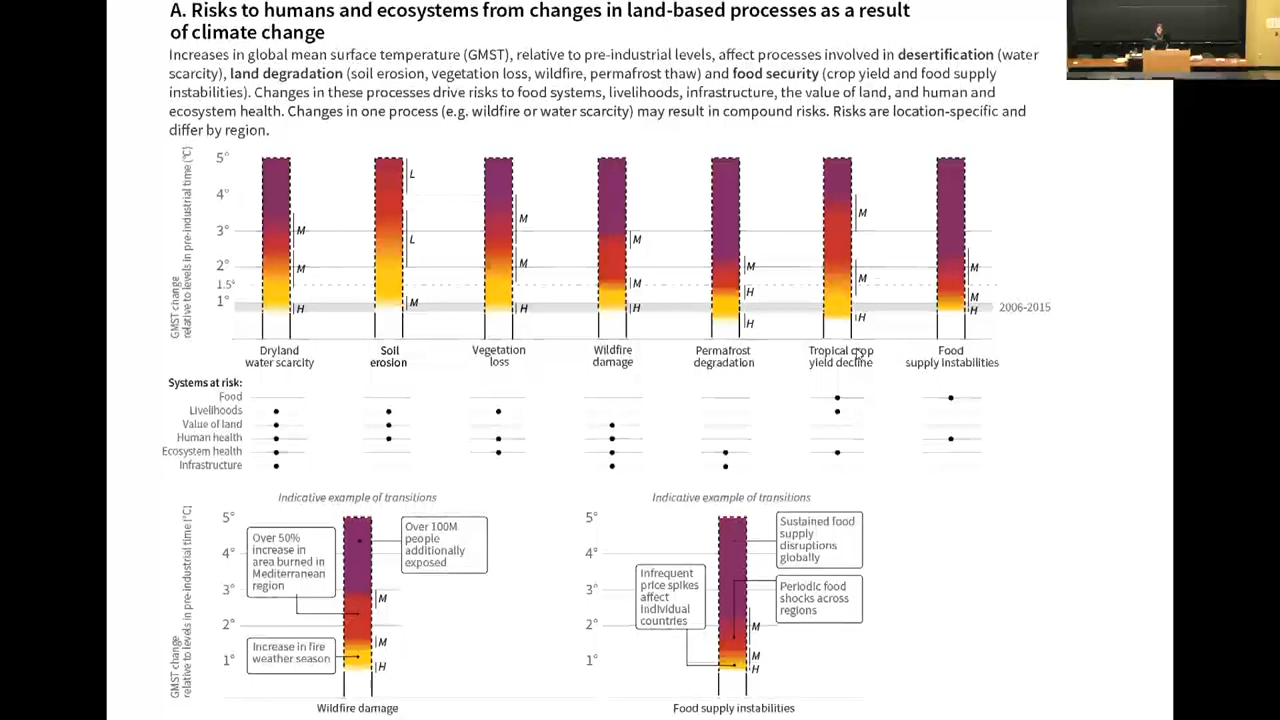 A. Risks to humans and ecosystems from changes in land-based processes as a result
of climate change
Increases in global mean surface temperature (GMST), relative to pre-industrial levels, affect processes involved in desertification (water
scarcity), land degradation (soil erosion, vegetation loss, wildfire, permafrost thaw) and food security (crop yield and food supply
instabilities). Changes in these processes drive risks to food systems, livelihoods, infrastructure, the value of land, and human and
ecosystem health. Changes in one process (e.g. wildfire or water scarcity) may result in compound risks. Risks are location-specific and
differ by region.
GMST change
relative to levels in pre-industrial time (°C)
5°
4°
3°
2°
1.5°
1°
M
M
H
L
L
M
M
M
H
M
M
H
M
H
H
M
M
H
M
M
H
2006-2015
Dryland
water scarcity
Soil
erosion
Vegetation
loss
Wildfire
damage
Permafrost
degradation
Tropical crop
yield decline
Food
supply instabilities
Systems at risk:
Food
Livelihoods
Value of land
Human health
Ecosystem health
Infrastructure
Indicative example of transitions
GMST change
relative to levels in pre-industrial time (°C)
5°
4°
3°
2°
1°
Over 50%
increase in
area burned in
Mediterranean
region
Over 100M
people
additionally
exposed
Increase in fire
weather season
M
M
H
Wildfire damage
Indicative example of transitions
5°
4°
3°
2°
1°
Infrequent
price spikes
affect
individual
countries
Sustained food
supply
disruptions
globally
Periodic food
shocks across
regions
M
M
H
Food supply instabilities